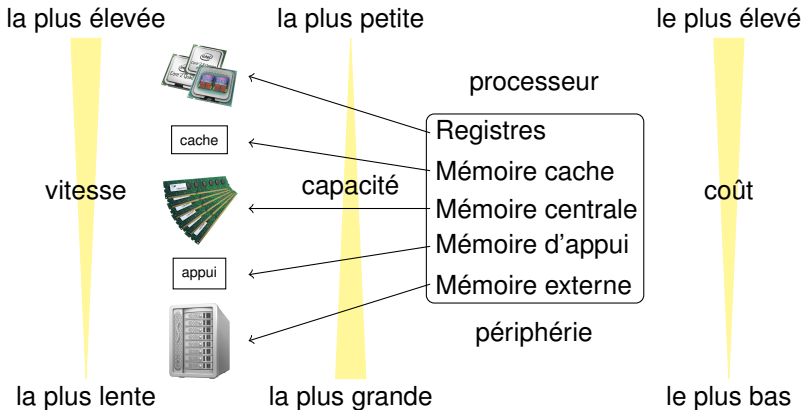 la plus élevée
la plus petite
le plus élevé
processeur
Registres
cache
Mémoire cache
vitesse
capacité
coût
Mémoire centrale
Mémoire d'appui
appui
Mémoire externe
périphérie
la plus lente
la plus grande
le plus bas